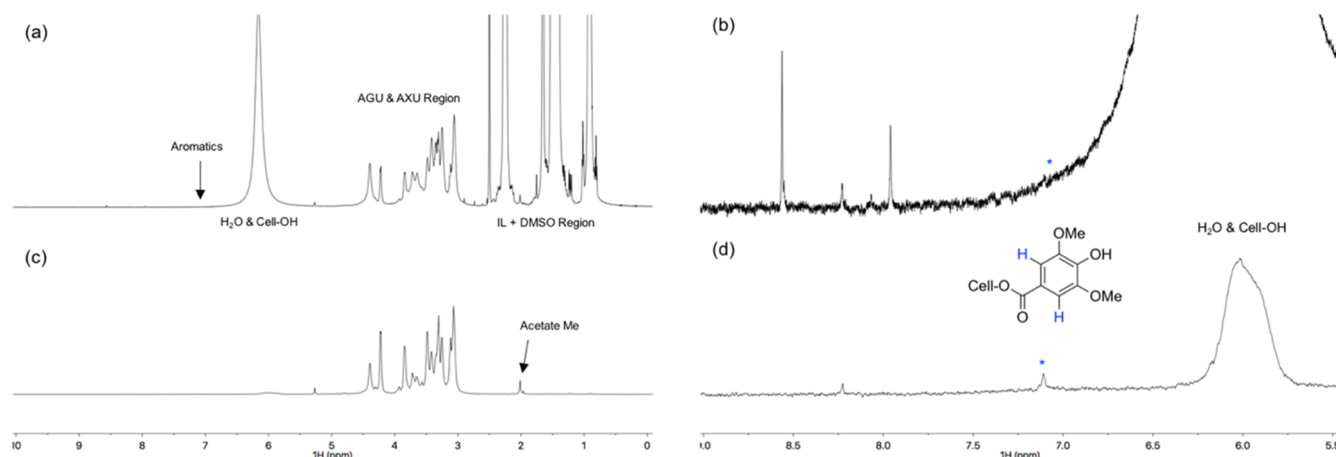 (a)
Aromatics
AGU & AXU Region
H₂O & Cell-OH
IL + DMSO Region
(b)
*
(c)
Acetate Me
10 9 8 7 6 5 4 3 2 1 0
1H (ppm)
(d)
H₂O & Cell-OH
OMe
H
OH
Cell-O
OMe
O
H
*
9.0 8.5 8.0 7.5 7.0 6.5 6.0 5.5
1H (ppm)